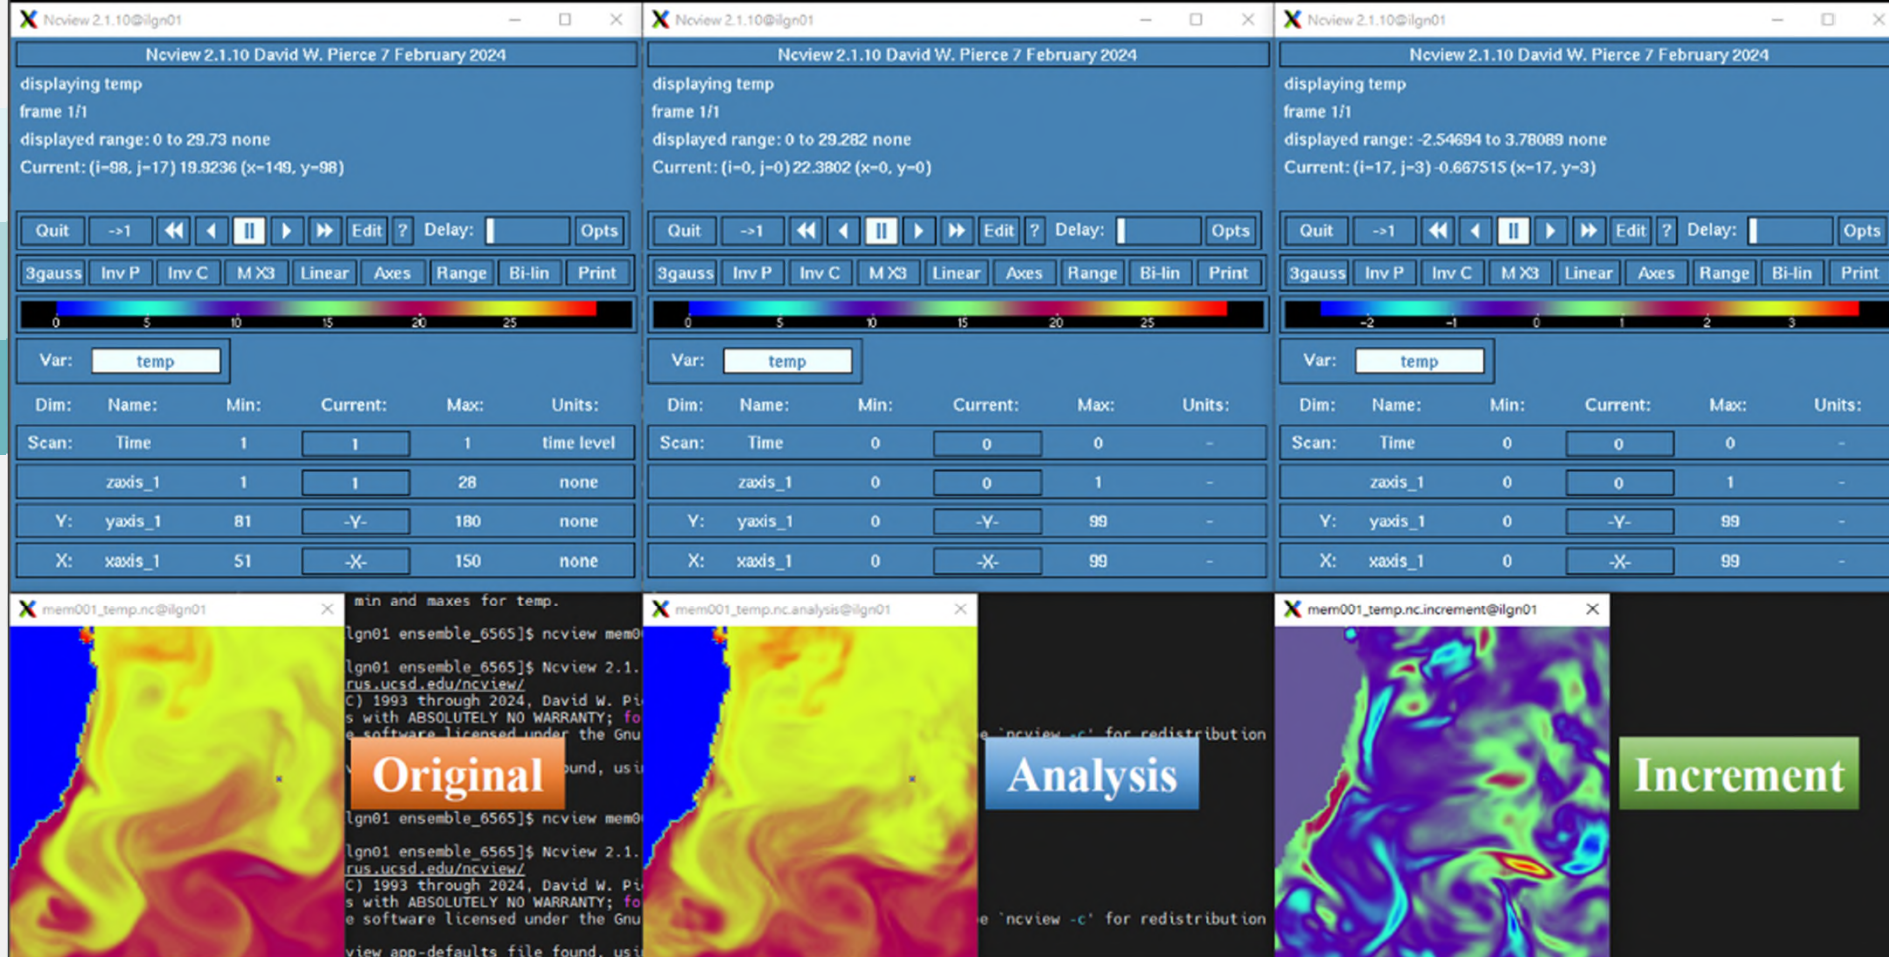 Ncview 2.1.10@ilgn01
Ncview 2.1.10 David W. Pierce 7 February 2024
displaying temp
frame 1/1
displayed range: 0 to 29.73 none
Current: (i=98, j=17) 19.9236 (x=149, y=98)
Quit ->1 Edit ? Delay: Opts
3gauss Inv P Inv C M X3 Linear Axes Range Bi-lin Print
0 5 10 15 20 25
Var: temp
Dim: Name: Min: Current: Max: Units:
Scan: Time 1 1 1 time level
zaxis_1 1 1 28 none
Y: yaxis_1 81 -Y- 180 none
X: xaxis_1 51 -X- 150 none
Ncview 2.1.10@ilgn01
Ncview 2.1.10 David W. Pierce 7 February 2024
displaying temp
frame 1/1
displayed range: 0 to 29.282 none
Current: (i=0, j=0) 22.3802 (x=0, y=0)
Quit ->1 Edit ? Delay: Opts
3gauss Inv P Inv C M X3 Linear Axes Range Bi-lin Print
0 5 10 15 20 25
Var: temp
Dim: Name: Min: Current: Max: Units:
Scan: Time 0 0 0 -
zaxis_1 0 0 1 -
Y: yaxis_1 0 -Y- 99 -
X: xaxis_1 0 -X- 99 -
Ncview 2.1.10@ilgn01
Ncview 2.1.10 David W. Pierce 7 February 2024
displaying temp
frame 1/1
displayed range: -2.54694 to 3.78089 none
Current: (i=17, j=3) -0.667515 (x=17, y=3)
Quit ->1 Edit ? Delay: Opts
3gauss Inv P Inv C M X3 Linear Axes Range Bi-lin Print
-2 -1 0 1 2 3
Var: temp
Dim: Name: Min: Current: Max: Units:
Scan: Time 0 0 0 -
zaxis_1 0 0 1 -
Y: yaxis_1 0 -Y- 99 -
X: xaxis_1 0 -X- 99 -
mem001_temp.nc@ilgn01
min and maxes for temp.
lgn01 ensemble_6565]$ ncview mem0
lgn01 ensemble_6565]$ Ncview 2.1.
rus.ucsd.edu/ncview/
C) 1993 through 2024, David W. Pi
s with ABSOLUTELY NO WARRANTY; fo
e software licensed under the Gnu
ound, usi
Original
lgn01 ensemble_6565]$ ncview mem0
lgn01 ensemble_6565]$ Ncview 2.1.
rus.ucsd.edu/ncview/
C) 1993 through 2024, David W. Pi
s with ABSOLUTELY NO WARRANTY; fo
e software licensed under the Gnu
view app-defaults file found, usi
mem001_temp.nc.analysis@ilgn01
e `ncview -c' for redistribution
Analysis
e `ncview -c' for redistribution
mem001_temp.nc.increment@ilgn01
Increment